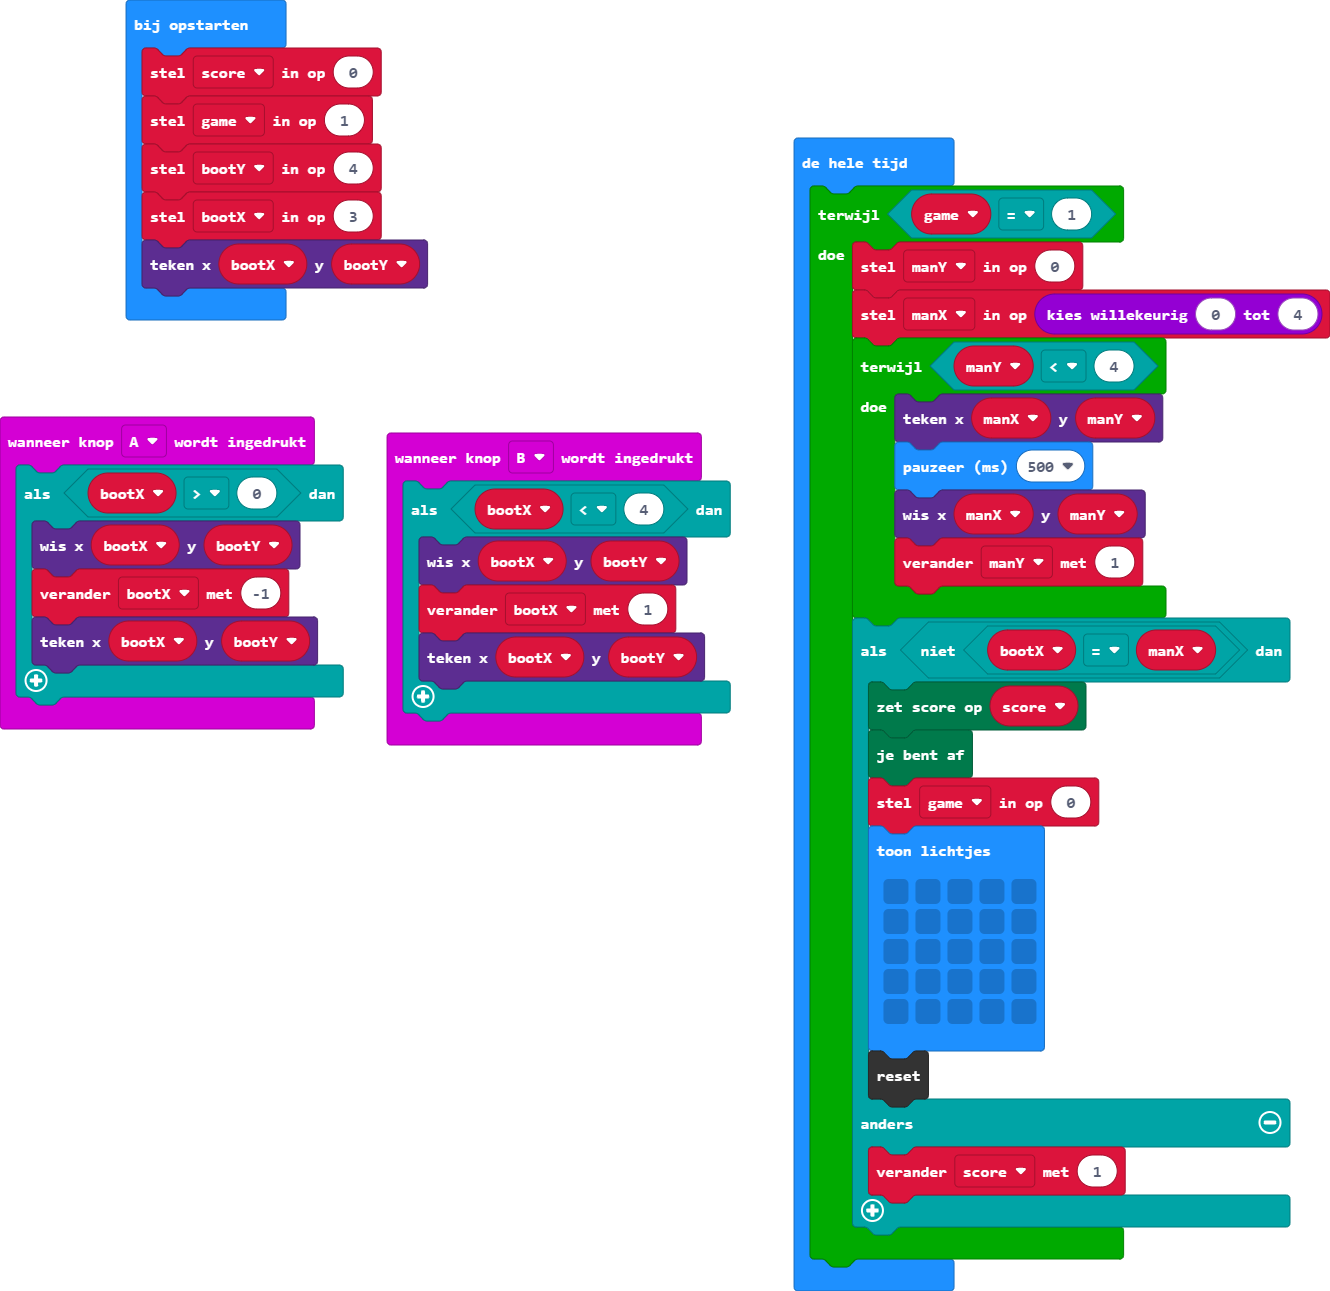 bij opstarten
stel score in op 0
stel game in op 1
stel bootY in op 4
stel bootX in op 3
teken x bootX y bootY
wanneer knop A wordt ingedrukt
als bootX > 0 dan
wis x bootX y bootY
verander bootX met -1
teken x bootX y bootY
wanneer knop B wordt ingedrukt
als bootX < 4 dan
wis x bootX y bootY
verander bootX met 1
teken x bootX y bootY
de hele tijd
terwijl game = 1
doe
stel manY in op 0
stel manX in op kies willekeurig 0 tot 4
terwijl manY < 4
doe
teken x manX y manY
pauzeer (ms) 500
wis x manX y manY
verander manY met 1
als niet bootX = manX dan
zet score op score
je bent af
stel game in op 0
toon lichtjes
reset
anders
verander score met 1